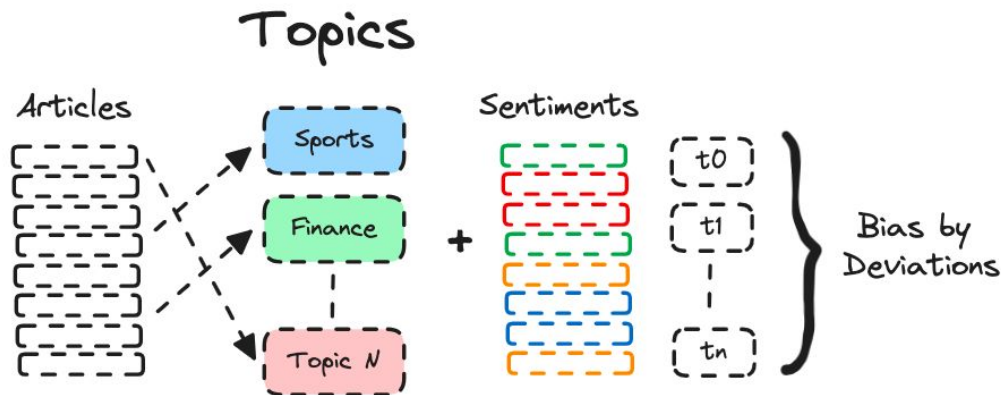 Topics
Articles
Sports
Finance
Topic N
+
Sentiments
t0
t1
tn
Bias by
Deviations